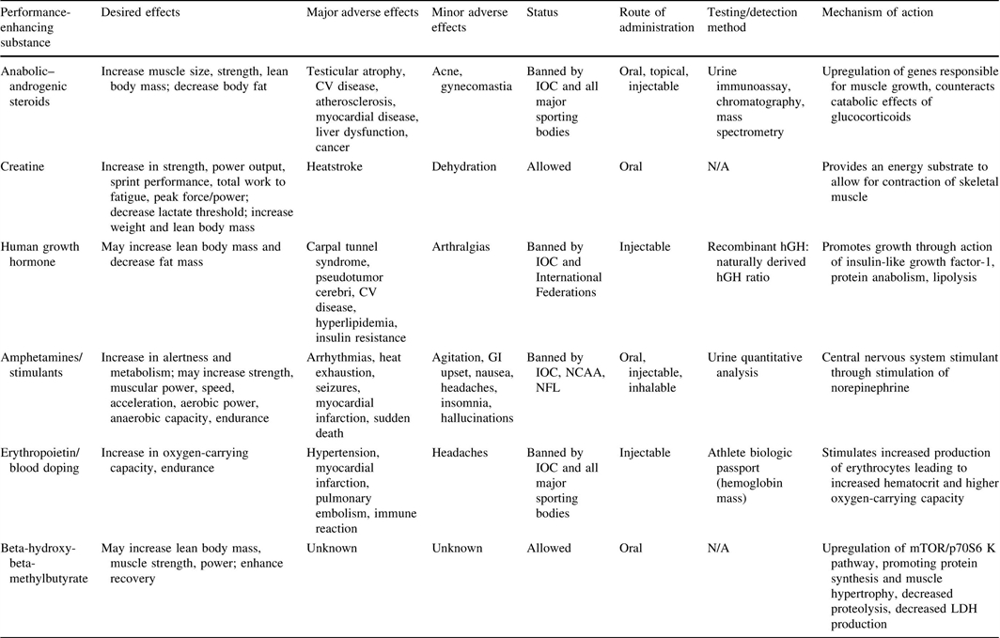 Performance-enhancing substance
Desired effects
Major adverse effects
Minor adverse effects
Status
Route of administration
Testing/detection method
Mechanism of action
Anabolic–
androgenic
steroids
Increase muscle size, strength, lean
body mass; decrease body fat
Testicular atrophy,
CV disease,
atherosclerosis,
myocardial disease,
liver dysfunction,
cancer
Acne,
gynecomastia
Banned by
IOC and all
major
sporting
bodies
Oral, topical,
injectable
Urine
immunoassay,
chromatography,
mass
spectrometry
Upregulation of genes responsible
for muscle growth, counteracts
catabolic effects of
glucocorticoids
Creatine
Increase in strength, power output,
sprint performance, total work to
fatigue, peak force/power;
decrease lactate threshold; increase
weight and lean body mass
Heatstroke
Dehydration
Allowed
Oral
N/A
Provides an energy substrate to
allow for contraction of skeletal
muscle
Human growth
hormone
May increase lean body mass and
decrease fat mass
Carpal tunnel
syndrome,
pseudotumor
cerebri, CV
disease,
hyperlipidemia,
insulin resistance
Arthralgias
Banned by
IOC and
International
Federations
Injectable
Recombinant hGH:
naturally derived
hGH ratio
Promotes growth through action
of insulin-like growth factor-1,
protein anabolism, lipolysis
Amphetamines/
stimulants
Increase in alertness and
metabolism; may increase strength,
muscular power, speed,
acceleration, aerobic power,
anaerobic capacity, endurance
Arrhythmias, heat
exhaustion,
seizures,
myocardial
infarction, sudden
death
Agitation, GI
upset, nausea,
headaches,
insomnia,
hallucinations
Banned by
IOC, NCAA,
NFL
Oral,
injectable,
inhalable
Urine quantitative
analysis
Central nervous system stimulant
through stimulation of
norepinephrine
Erythropoietin/
blood doping
Increase in oxygen-carrying
capacity, endurance
Hypertension,
myocardial
infarction,
pulmonary
embolism, immune
reaction
Headaches
Banned by
IOC and all
major
sporting
bodies
Injectable
Athlete biologic
passport
(hemoglobin
mass)
Stimulates increased production
of erythrocytes leading to
increased hematocrit and higher
oxygen-carrying capacity
Beta-hydroxy-
beta-
methylbutyrate
May increase lean body mass,
muscle strength, power; enhance
recovery
Unknown
Unknown
Allowed
Oral
N/A
Upregulation of mTOR/p70S6 K
pathway, promoting protein
synthesis and muscle
hypertrophy, decreased
proteolysis, decreased LDH
production